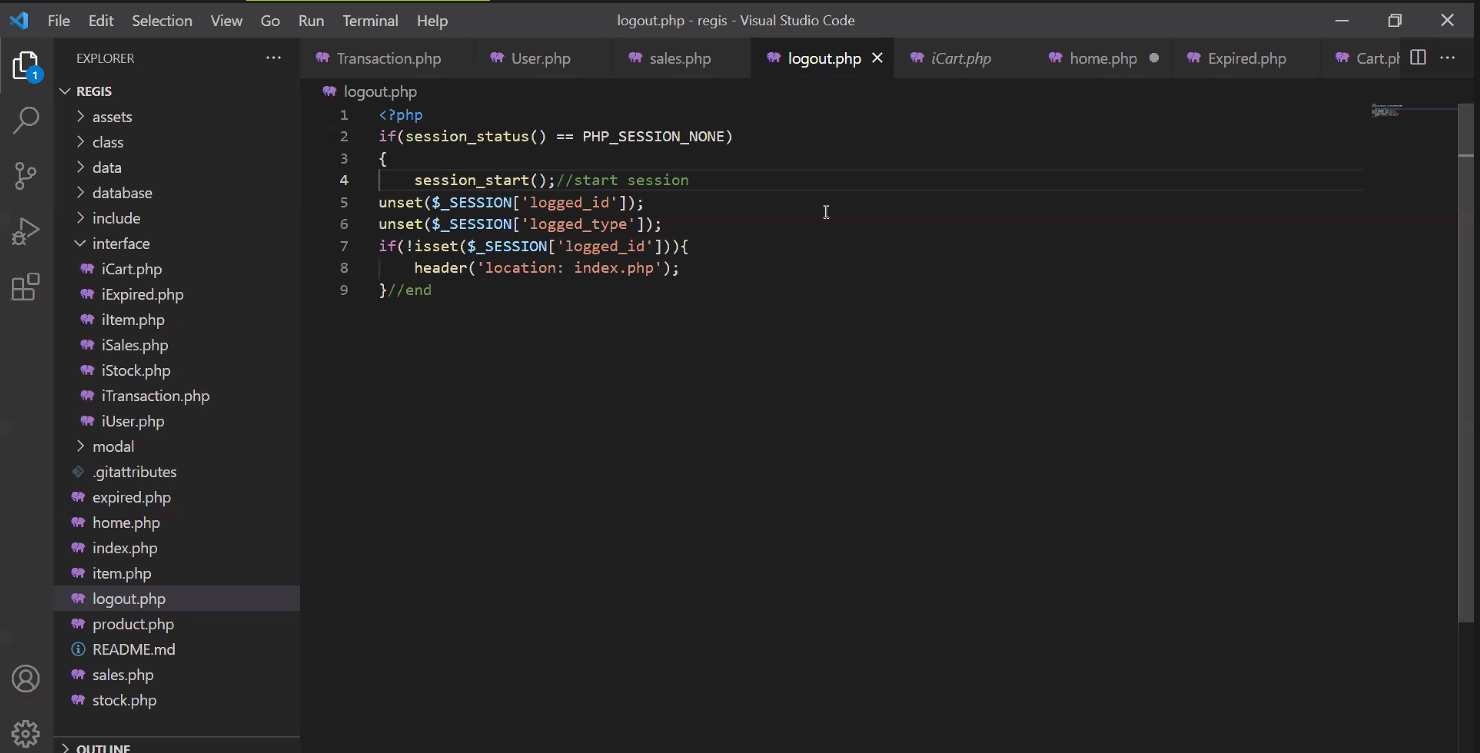 File Edit Selection View Go Run Terminal Help
logout.php - regis - Visual Studio Code
1
EXPLORER
Transaction.php User.php sales.php logout.php iCart.php home.php Expired.php Cart.ph
REGIS
assets
class
data
database
include
interface
iCart.php
iExpired.php
iItem.php
iSales.php
iStock.php
iTransaction.php
iUser.php
modal
.gitattributes
expired.php
home.php
index.php
item.php
logout.php
product.php
README.md
sales.php
stock.php
OUTLINE
logout.php
1 <?php
2 if(session_status() == PHP_SESSION_NONE)
3 {
4 session_start();//start session
5 unset($_SESSION['logged_id']);
6 unset($_SESSION['logged_type']);
7 if(!isset($_SESSION['logged_id'])){
8 header('location: index.php');
9 }//end